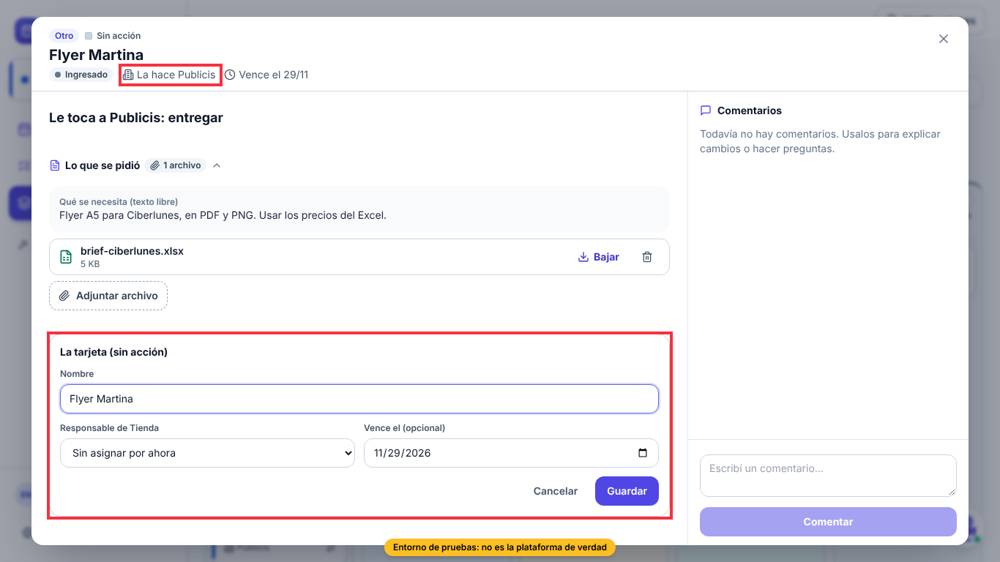 Otro
Sin acción
Flyer Martina
Ingresado
La hace Publicis
Vence el 29/11
Le toca a Publicis: entregar
Lo que se pidió
1 archivo
Qué se necesita (texto libre)
Flyer A5 para Ciberlunes, en PDF y PNG. Usar los precios del Excel.
brief-ciberlunes.xlsx
5 KB
Bajar
Adjuntar archivo
La tarjeta (sin acción)
Nombre
Flyer Martina
Responsable de Tienda
Vence el (opcional)
Sin asignar por ahora
11/29/2026
Cancelar
Guardar
Comentarios
Todavía no hay comentarios. Usalos para explicar
cambios o hacer preguntas.
Escribí un comentario...
Comentar
Entorno de pruebas: no es la plataforma de verdad